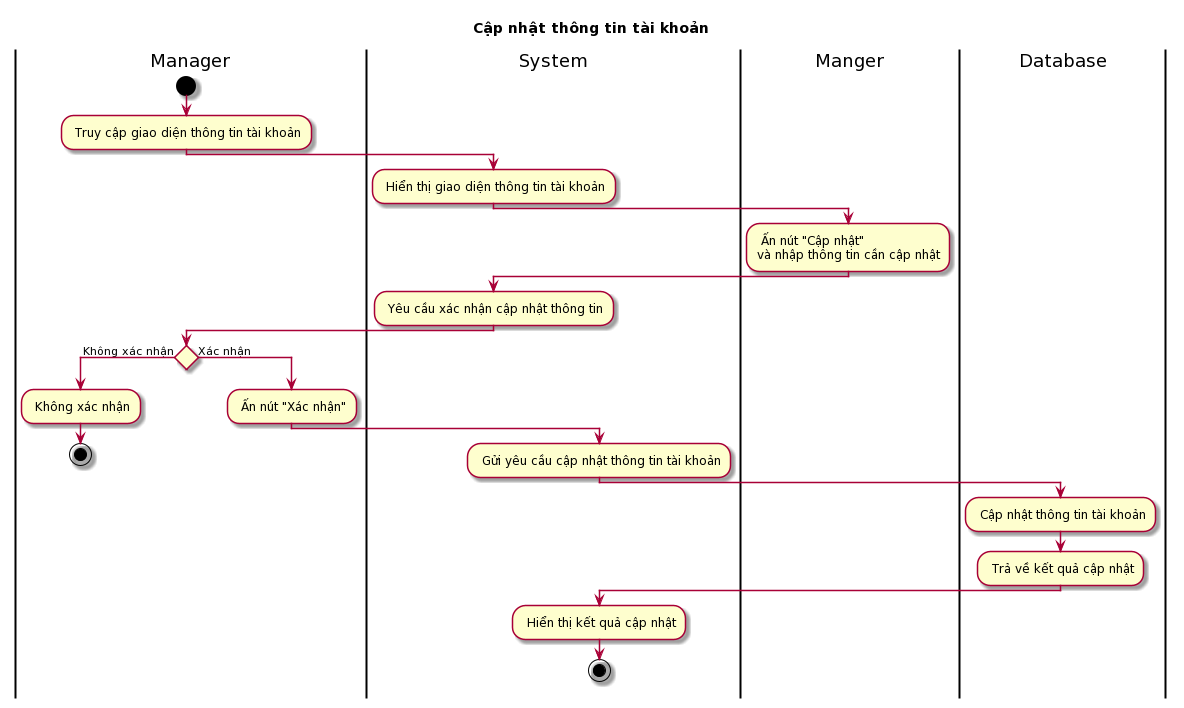 Cập nhật thông tin tài khoản
Manager
System
Manger
Database
Truy cập giao diện thông tin tài khoản
Hiển thị giao diện thông tin tài khoản
Ấn nút "Cập nhật"
và nhập thông tin cần cập nhật
Yêu cầu xác nhận cập nhật thông tin
Không xác nhận
Xác nhận
Không xác nhận
Ấn nút "Xác nhận"
Gửi yêu cầu cập nhật thông tin tài khoản
Cập nhật thông tin tài khoản
Trả về kết quả cập nhật
Hiển thị kết quả cập nhật